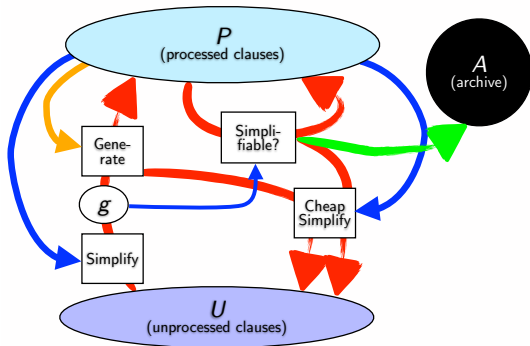 P
(processed clauses)
A
(archive)
Gene-
rate
Simpli-
fiable?
g
Cheap
Simplify
Simplify
U
(unprocessed clauses)